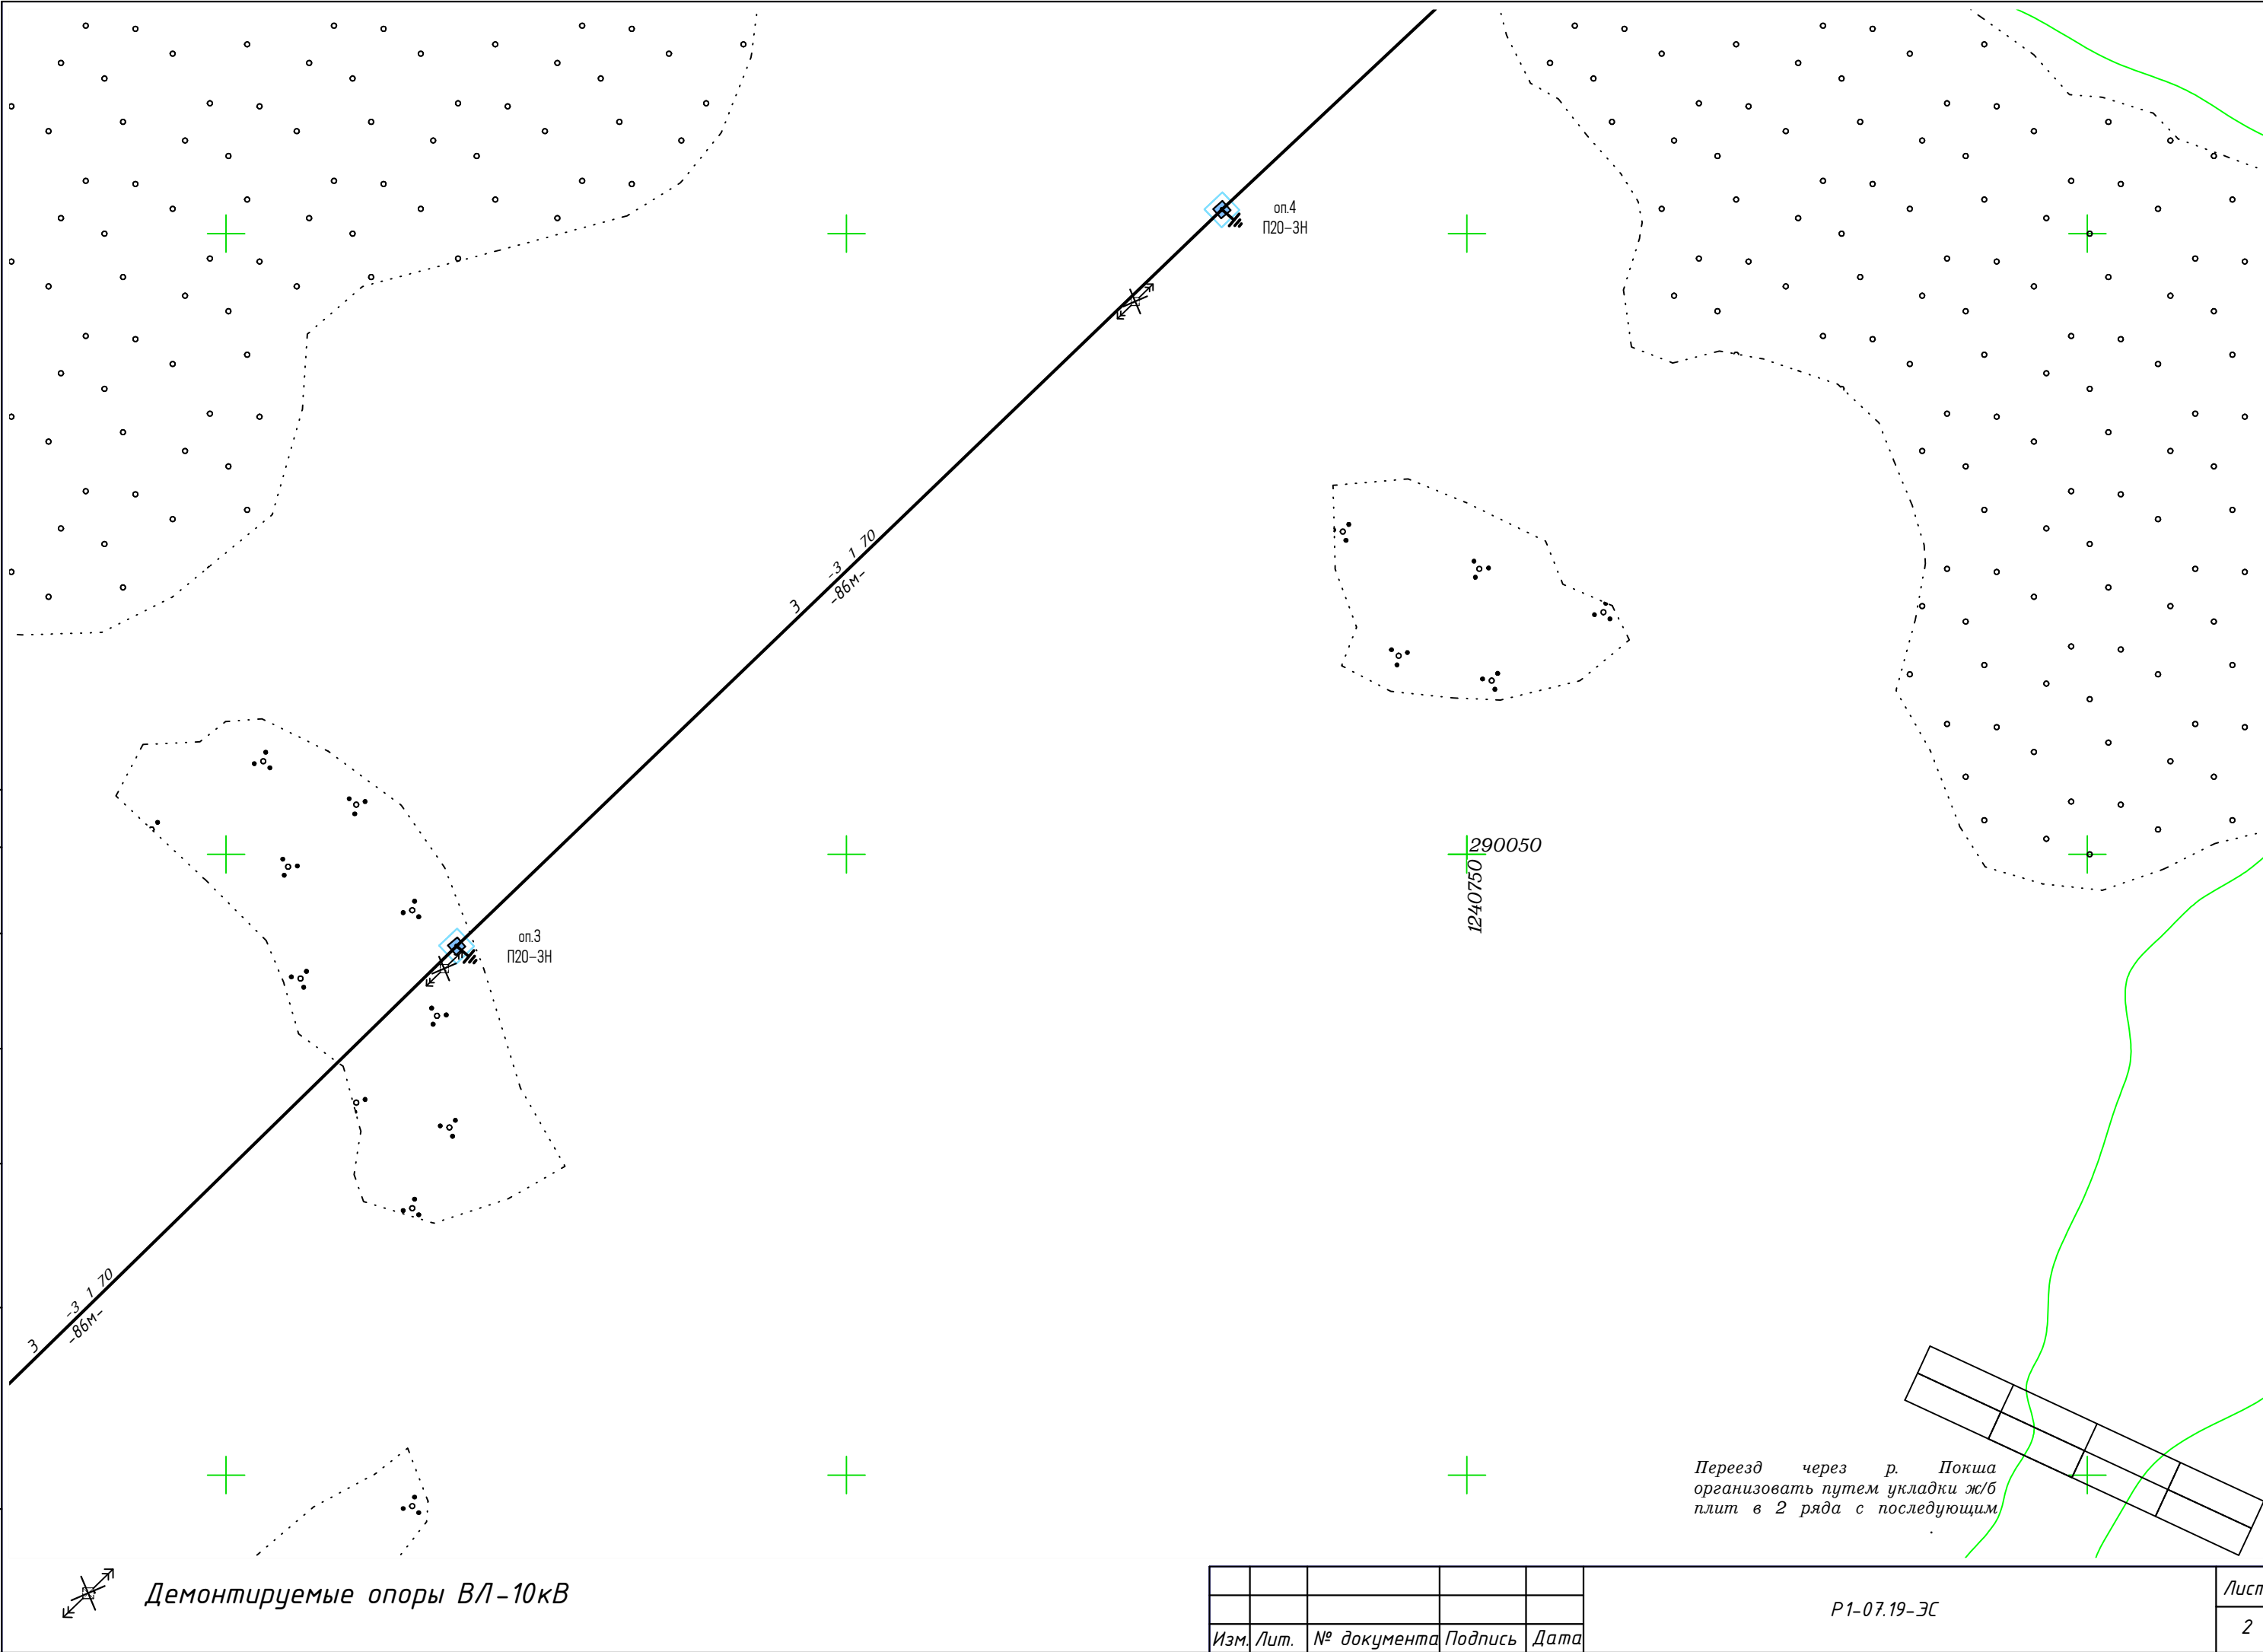 оп.4
П20-3Н
-3 1 70
3 -86м-
290050
1240750
оп.3
П20-3Н
-3 1 70
3 -86м-
Переезд через р. Покша
организовать путем укладки ж/б
плит в 2 ряда с последующим
Демонтируемые опоры ВЛ-10кВ
Р1-07.19-ЭС
Лист
2
Изм. Лит. № документа Подпись Дата